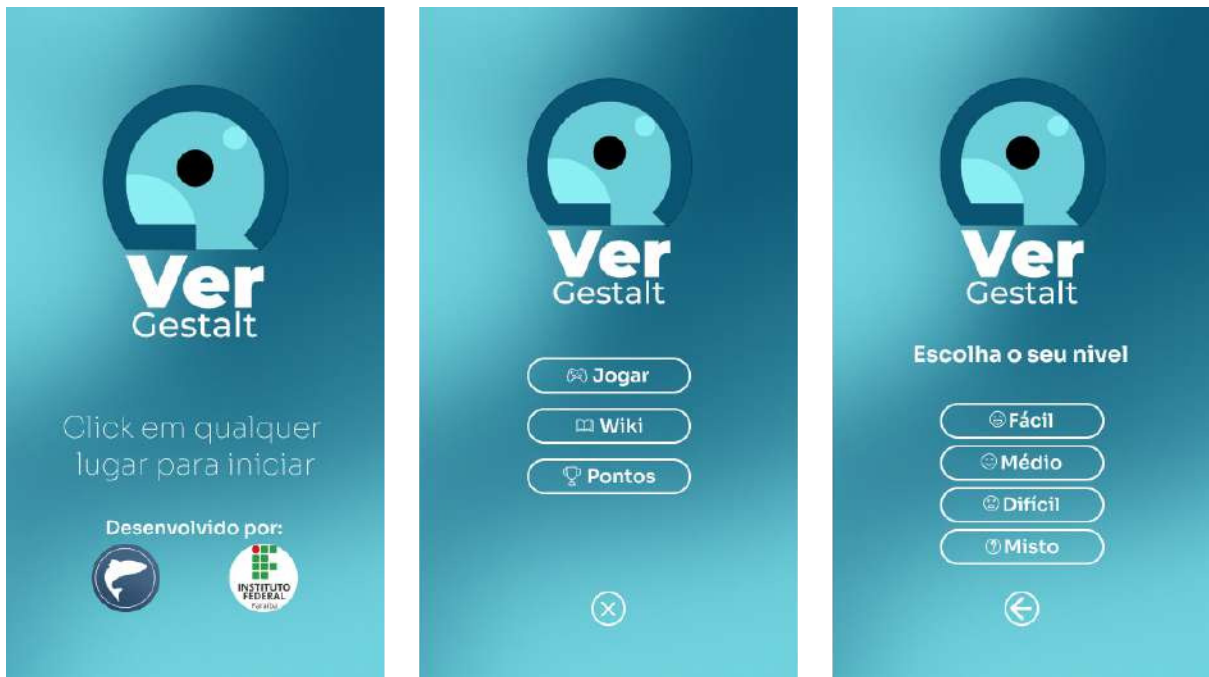 Ver
Gestalt
Click em qualquer
lugar para iniciar
Desenvolvido por:
INSTITUTO
FEDERAL
Paraíba
Ver
Gestalt
Jogar
Wiki
Pontos
Ver
Gestalt
Escolha o seu nivel
Fácil
Médio
Difícil
Misto